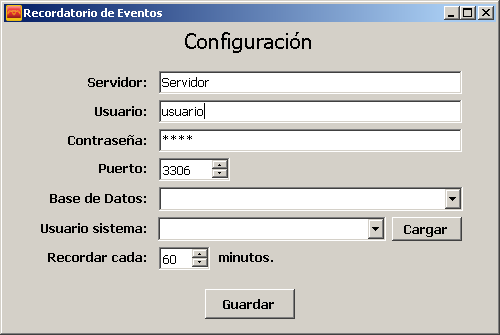 Recordatorio de Eventos
Configuración
Servidor: Servidor
Usuario: usuario
Contraseña: ****
Puerto: 3306
Base de Datos:
Usuario sistema: Cargar
Recordar cada: 60 minutos.
Guardar